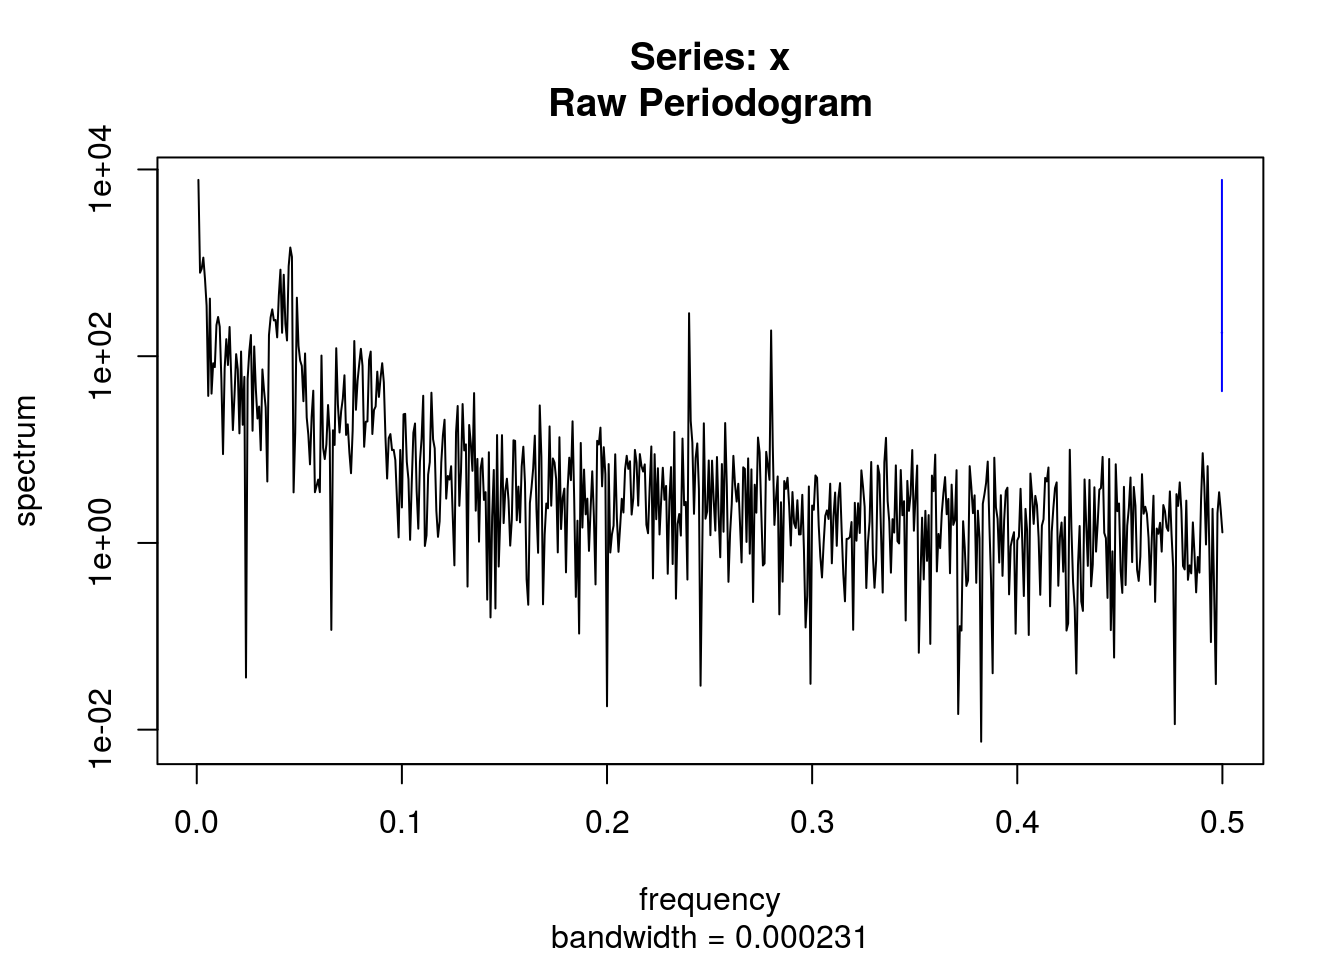 Series: x
Raw Periodogram
spectrum
1e+04
1e+02
1e+00
1e-02
0.0 0.1 0.2 0.3 0.4 0.5
frequency
bandwidth = 0.000231